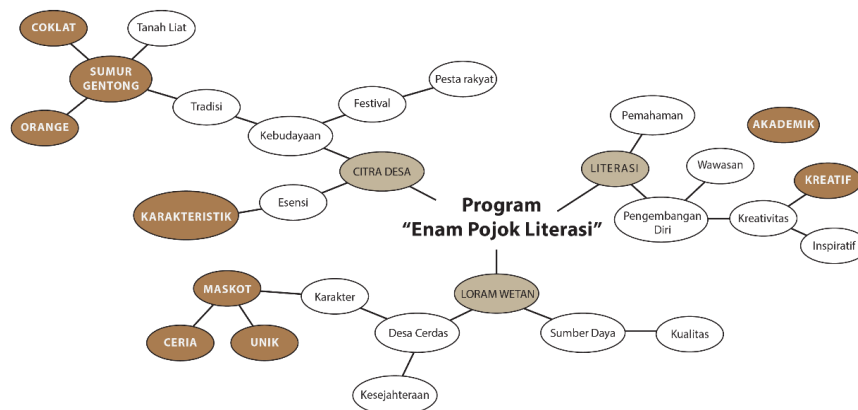 COKLAT
Tanah Liat
SUMUR
GENTONG
ORANGE
Tradisi
Kebudayaan
Festival
Pesta rakyat
CITRA DESA
Esensi
KARAKTERISTIK
Program
“Enam Pojok Literasi”
Pemahaman
LITERASI
AKADEMIK
Wawasan
KREATIF
Pengembangan
Diri
Kreativitas
Inspiratif
LORAM WETAN
MASKOT
Karakter
CERIA
UNIK
Desa Cerdas
Kesejahteraan
Sumber Daya
Kualitas